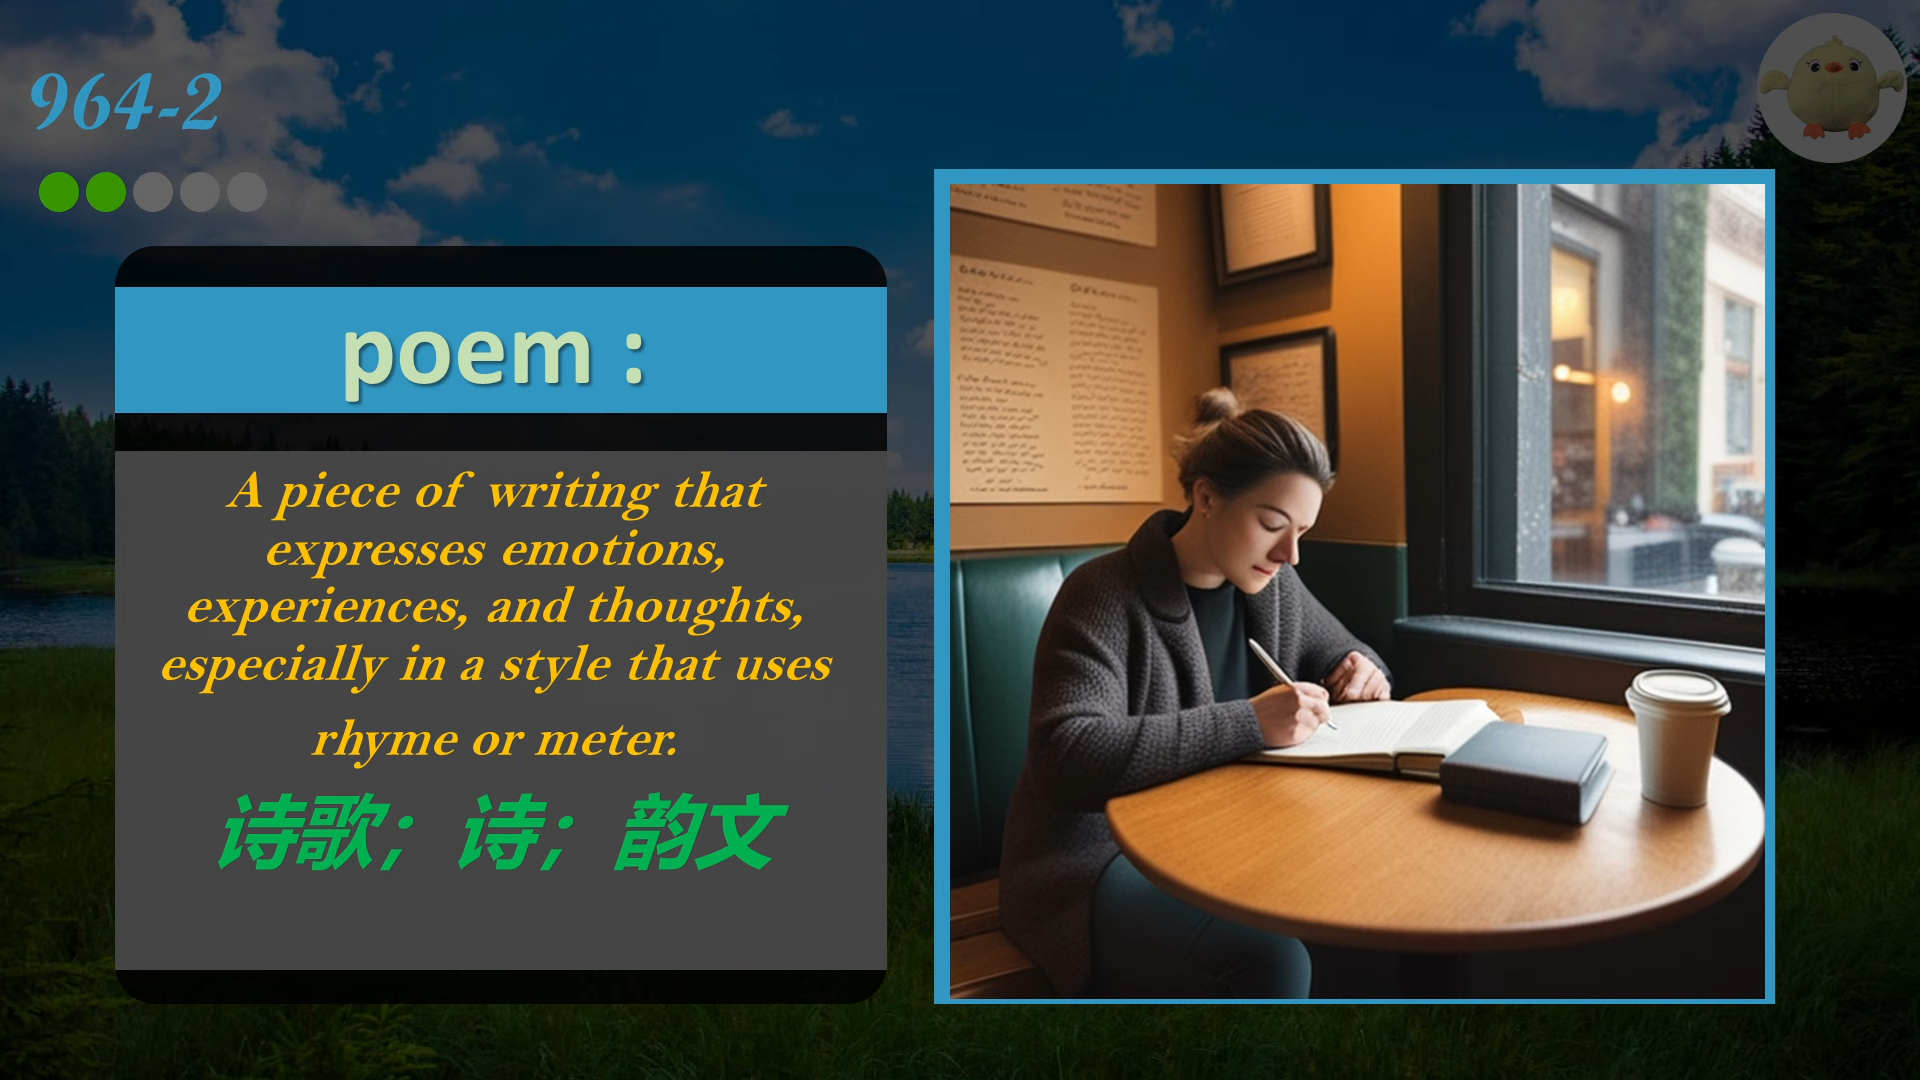 964-2
poem :
A piece of writing that
expresses emotions,
experiences, and thoughts,
especially in a style that uses
rhyme or meter.
诗歌；诗；韵文